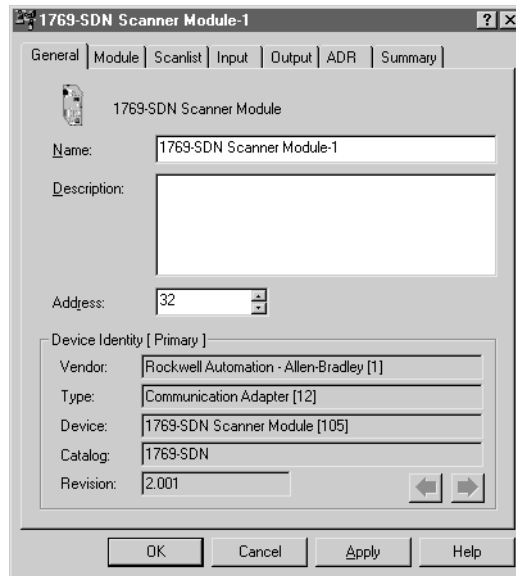 1769-SDN Scanner Module-1
General Module Scanlist Input Output ADR Summary
1769-SDN Scanner Module
Name: 1769-SDN Scanner Module-1
Description:
Address: 32
Device Identity [ Primary ]
Vendor: Rockwell Automation - Allen-Bradley [1]
Type: Communication Adapter [12]
Device: 1769-SDN Scanner Module [105]
Catalog: 1769-SDN
Revision: 2.001
OK Cancel Apply Help